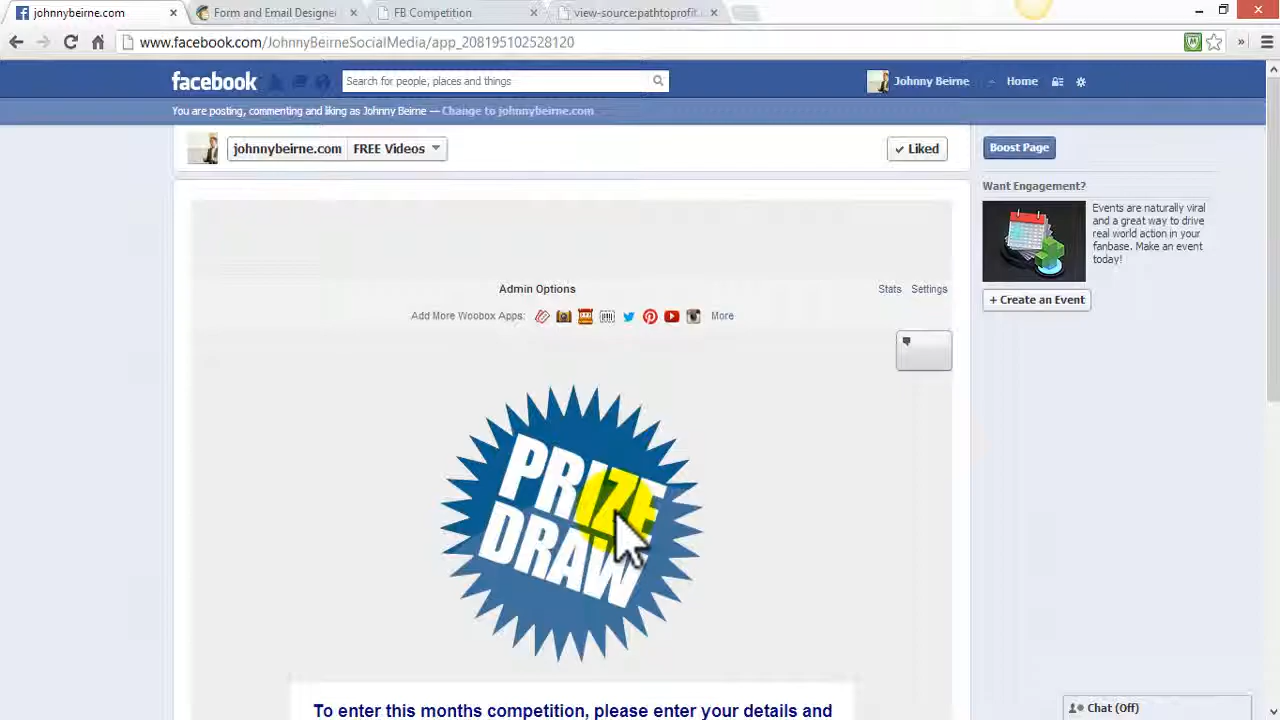 johnnybeirne.com
Form and Email Designer
FB Competition
view-source:pathtoprofit.
www.facebook.com/JohnnyBeirneSocialMedia/app_208195102528120
facebook
Search for people, places and things
Johnny Beirne
Home
You are posting, commenting and liking as Johnny Beirne — Change to johnnybeirne.com
johnnybeirne.com
FREE Videos
Liked
Boost Page
Want Engagement?
Events are naturally viral
and a great way to drive
real world action in your
fanbase. Make an event
today!
+ Create an Event
Admin Options
Stats
Settings
Add More Woobox Apps:
More
PRIZE
DRAW
To enter this months competition, please enter your details and
Chat (Off)